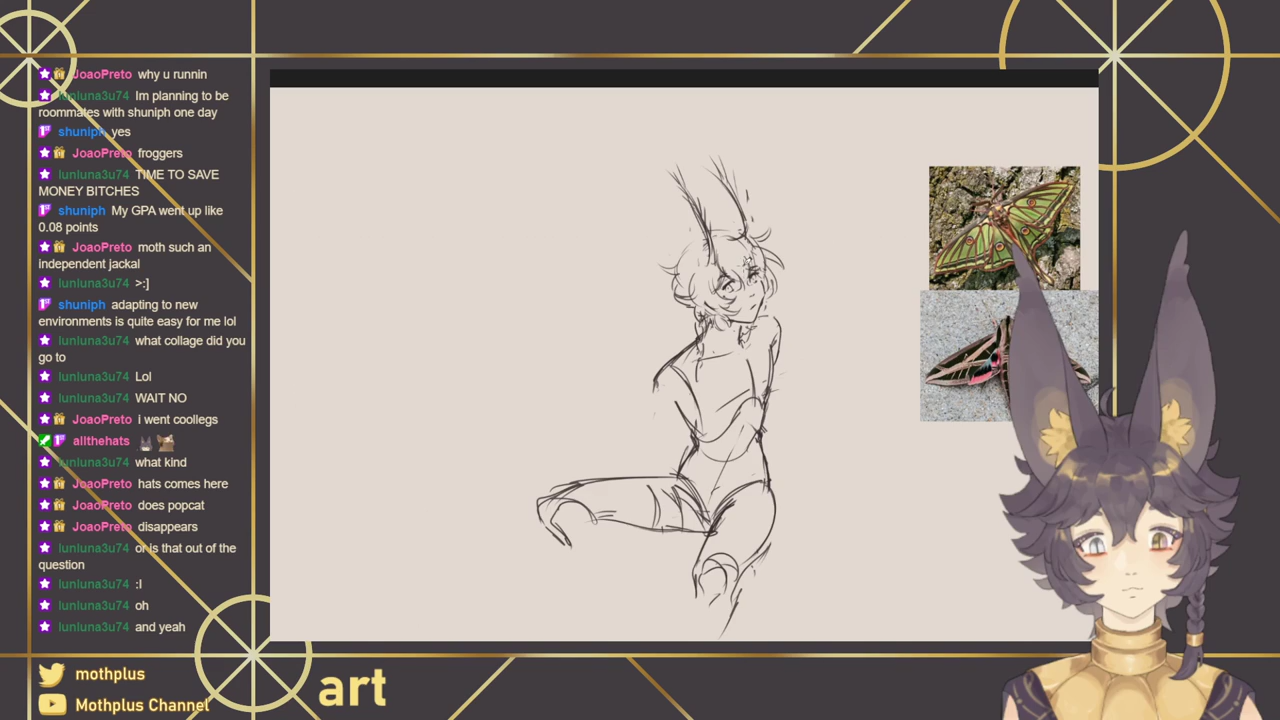 JoaoPreto why u runnin
lunluna3u74 Im planning to be
roommates with shuniph one day
shuniph yes
JoaoPreto froggers
lunluna3u74 TIME TO SAVE
MONEY BITCHES
shuniph My GPA went up like
0.08 points
JoaoPreto moth such an
independent jackal
lunluna3u74 >:]
shuniph adapting to new
environments is quite easy for me lol
lunluna3u74 what collage did you
go to
lunluna3u74 Lol
lunluna3u74 WAIT NO
JoaoPreto i went coollegs
allthehats
lunluna3u74 what kind
JoaoPreto hats comes here
JoaoPreto does popcat
JoaoPreto disappears
lunluna3u74 or is that out of the
question
lunluna3u74 :I
lunluna3u74 oh
lunluna3u74 and yeah
mothplus
Mothplus Channel
art